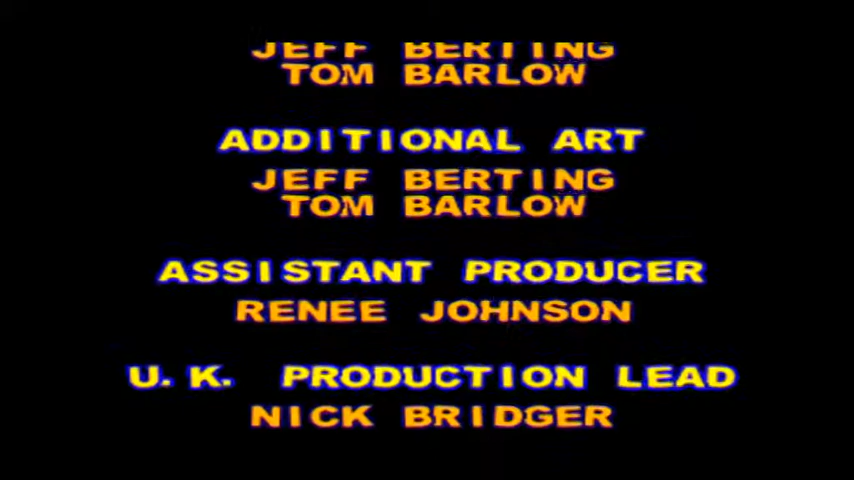 JEFF BERTING
TOM BARLOW
ADDITIONAL ART
JEFF BERTING
TOM BARLOW
ASSISTANT PRODUCER
RENEE JOHNSON
U. K. PRODUCTION LEAD
NICK BRIDGER